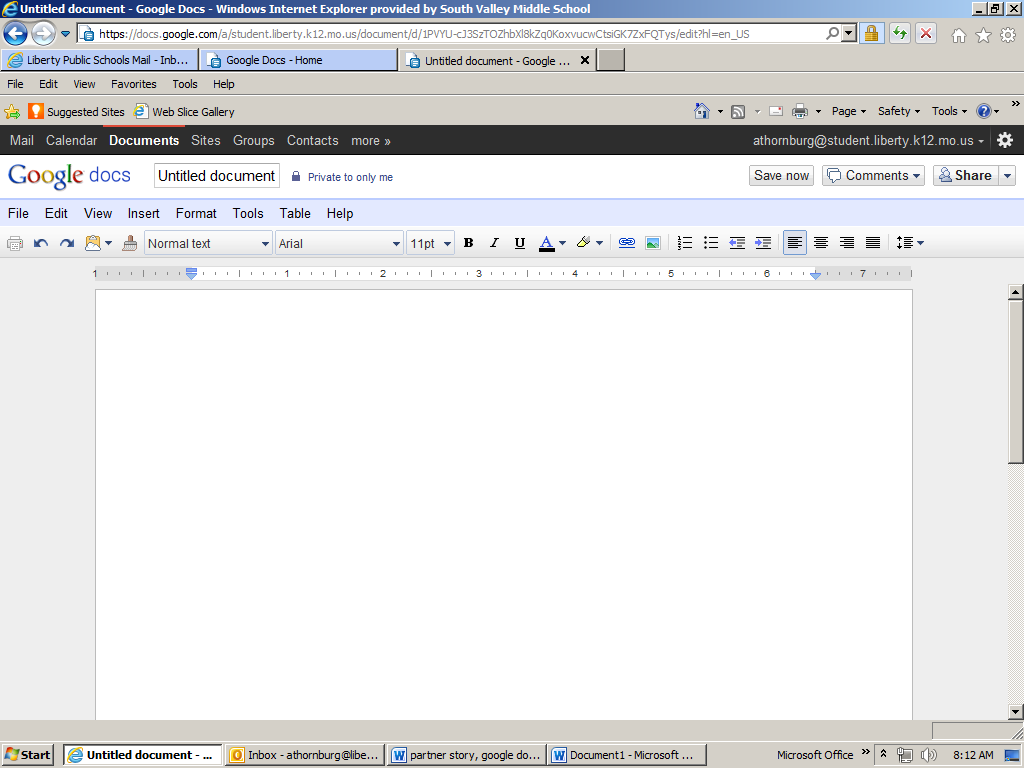 Untitled document - Google Docs - Windows Internet Explorer provided by South Valley Middle School
https://docs.google.com/a/student.liberty.k12.mo.us/document/d/1PVYU-cJ3SzTOZhbXl8kZq0KoxvucwCtsiGK7ZxFQTys/edit?hl=en_US
Liberty Public Schools Mail - Inb... Google Docs - Home Untitled document - Google ...
File Edit View Favorites Tools Help
Suggested Sites Web Slice Gallery Page Safety Tools »
Mail Calendar Documents Sites Groups Contacts more » athornburg@student.liberty.k12.mo.us
Google docs Untitled document Private to only me Save now Comments Share
File Edit View Insert Format Tools Table Help
Normal text Arial 11pt B I U A
1 1 2 3 4 5 6 7
Start Untitled document - ... Inbox - athornburg@libe... partner story, google do... Document1 - Microsoft ... Microsoft Office » 8:12 AM